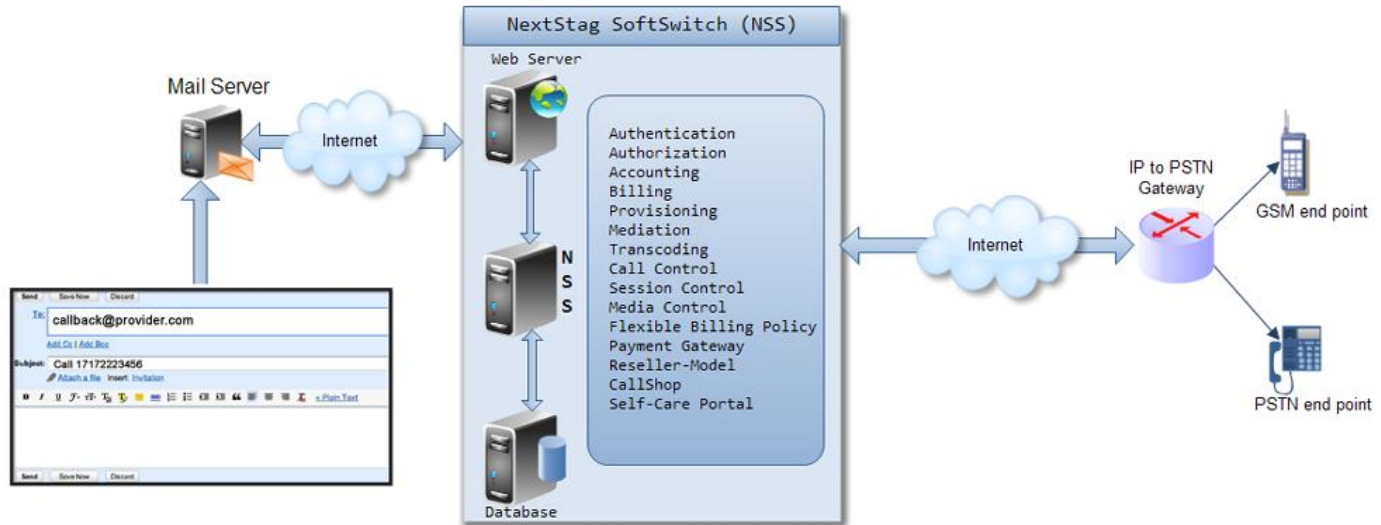 NextStag SoftSwitch (NSS)
Web Server
Mail Server
Internet
Authentication
Authorization
Accounting
Billing
Provisioning
Mediation
Transcoding
Call Control
Session Control
Media Control
Flexible Billing Policy
Payment Gateway
Reseller-Model
CallShop
Self-Care Portal
N
S
S
Database
Internet
IP to PSTN
Gateway
GSM end point
PSTN end point
Send Save Now Discard
To: callback@provider.com
Add Cc | Add Bcc
Subject: Call 17172223456
Attach a file Insert: Invitation
« Plain Text
Send Save Now Discard